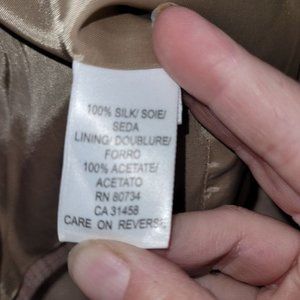 100% SILK/ SOIE/
SEDA
LINING/ DOUBLURE/
FORRO
100% ACETATE/
ACETATO
RN 80734
CA 31458
CARE ON REVERSE